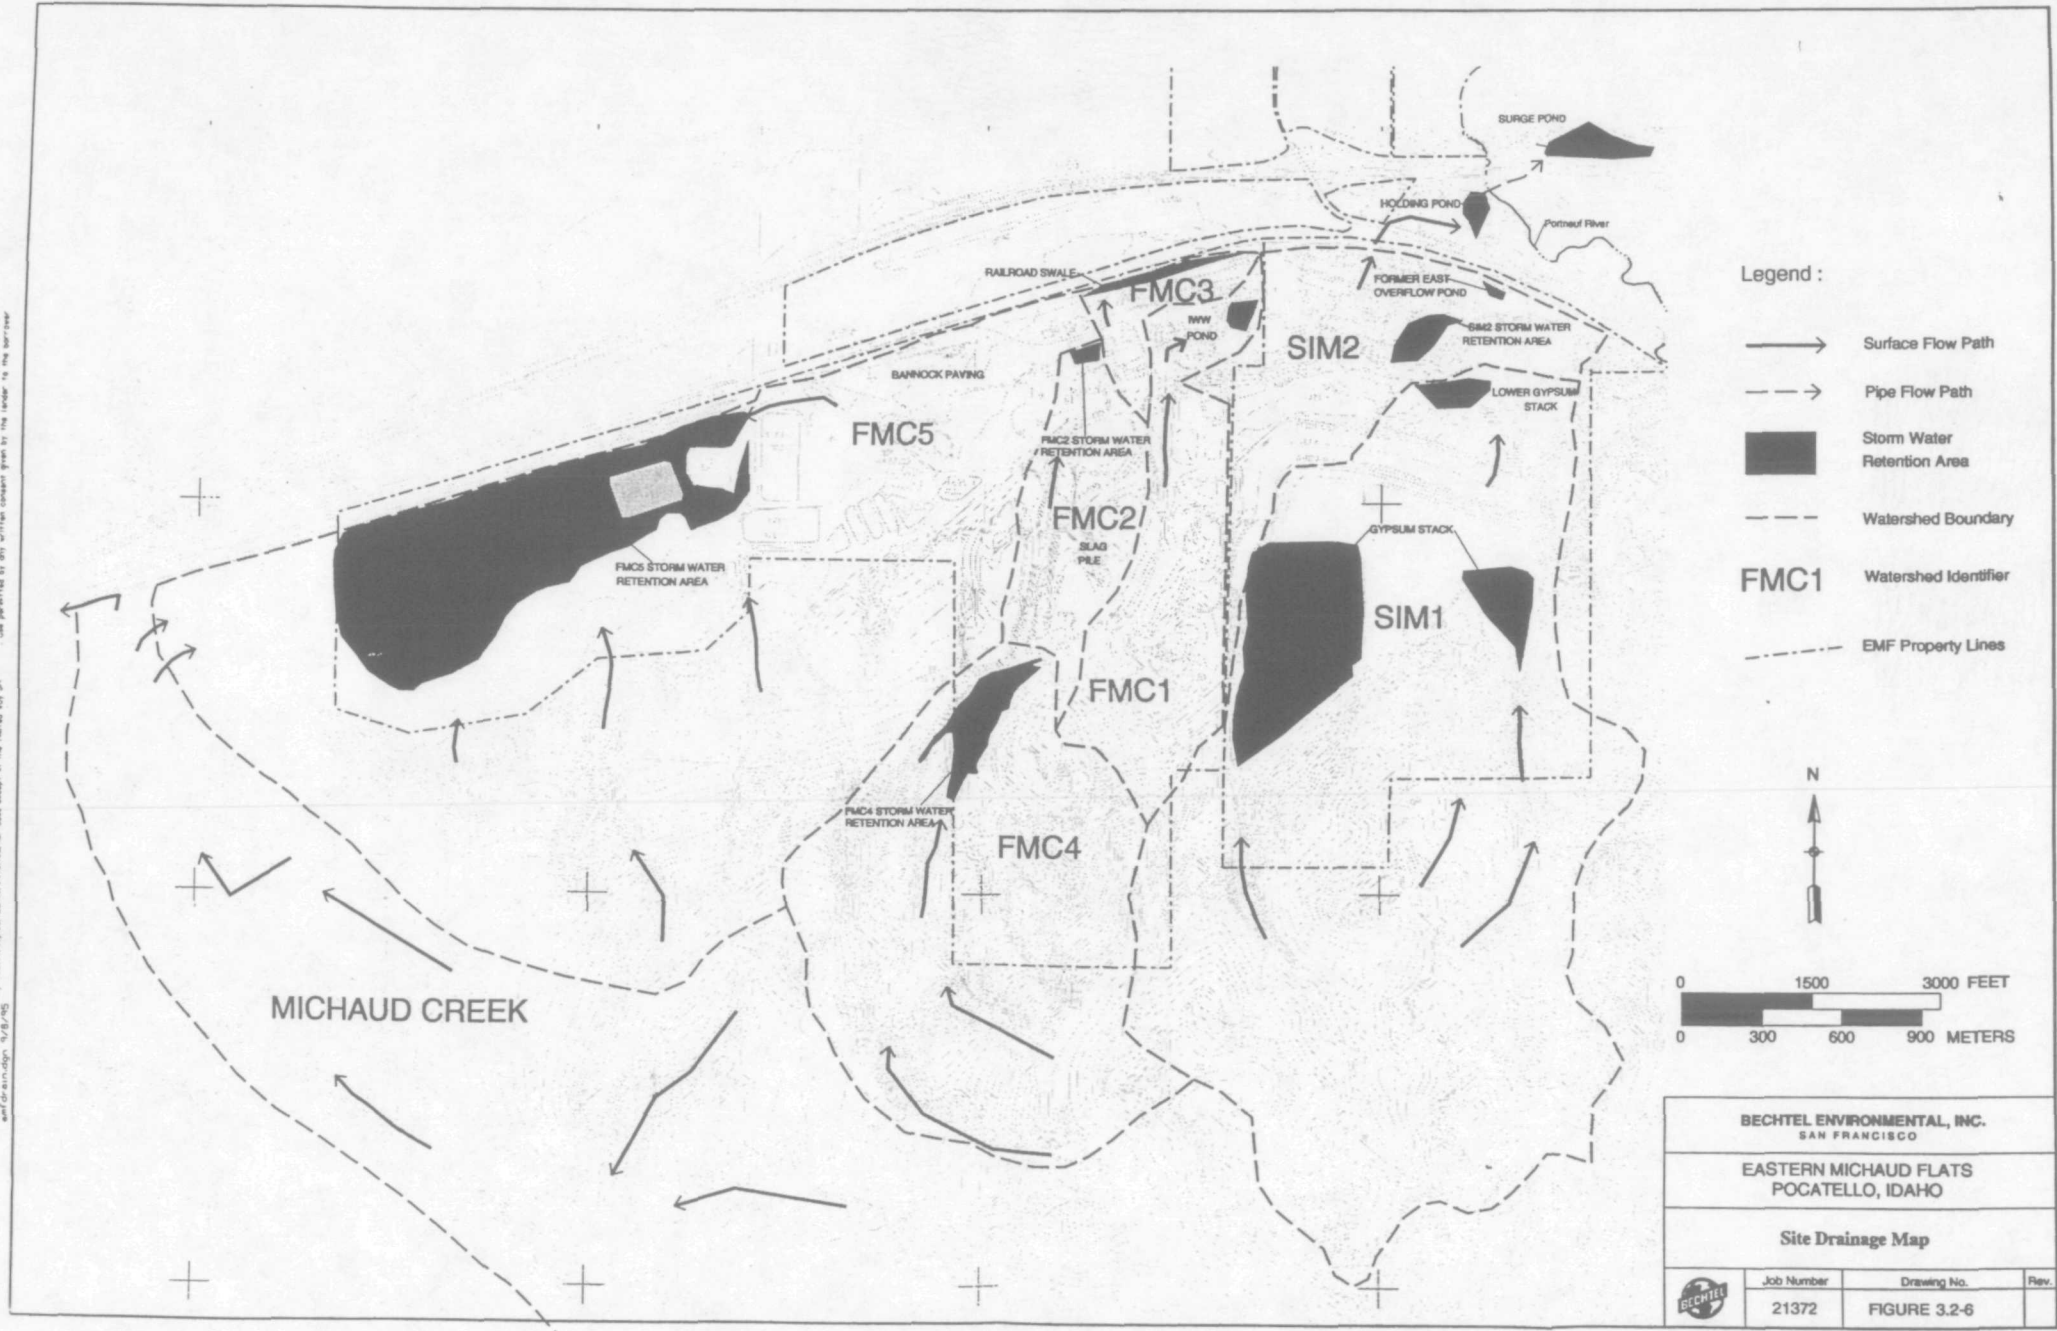 SURGE POND
HOLDING POND
Portneuf River
RAILROAD SWALE
FMC3
FORMER EAST
OVERFLOW POND
IWW
POND
SIM2
SIM2 STORM WATER
RETENTION AREA
BANNOCK PAVING
LOWER GYPSUM
STACK
FMC5
FMC2 STORM WATER
RETENTION AREA
FMC2
SLAG
PILE
GYPSUM STACK
FMC5 STORM WATER
RETENTION AREA
SIM1
FMC1
FMC4 STORM WATER
RETENTION AREA
FMC4
MICHAUD CREEK
Legend :
Surface Flow Path
Pipe Flow Path
Storm Water
Retention Area
Watershed Boundary
FMC1
Watershed Identifier
EMF Property Lines
N
0 1500 3000 FEET
0 300 600 900 METERS
BECHTEL ENVIRONMENTAL, INC.
SAN FRANCISCO
EASTERN MICHAUD FLATS
POCATELLO, IDAHO
Site Drainage Map
BECHTEL
Job Number
Drawing No.
Rev.
21372
FIGURE 3.2-6